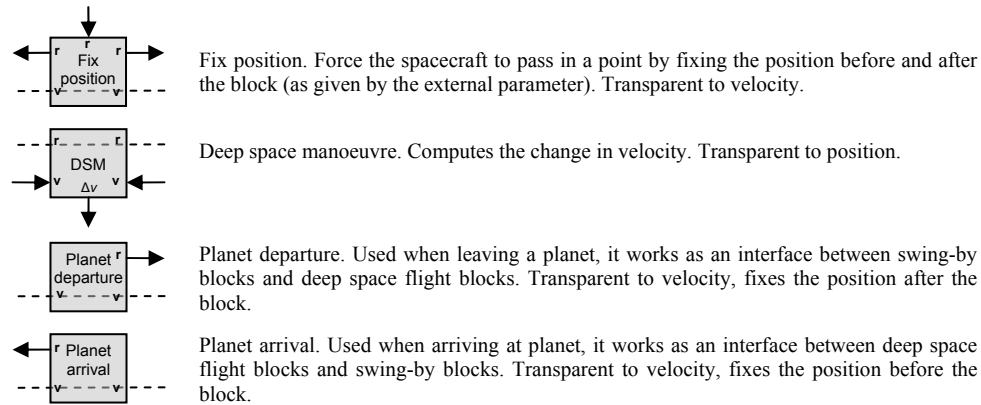 r r r
Fix
position
v v
Fix position. Force the spacecraft to pass in a point by fixing the position before and after
the block (as given by the external parameter). Transparent to velocity.
r r
DSM
v v
Δv
Deep space manoeuvre. Computes the change in velocity. Transparent to position.
Planet r
departure
v v
Planet departure. Used when leaving a planet, it works as an interface between swing-by
blocks and deep space flight blocks. Transparent to velocity, fixes the position after the
block.
r Planet
arrival
v v
Planet arrival. Used when arriving at planet, it works as an interface between deep space
flight blocks and swing-by blocks. Transparent to velocity, fixes the position before the
block.